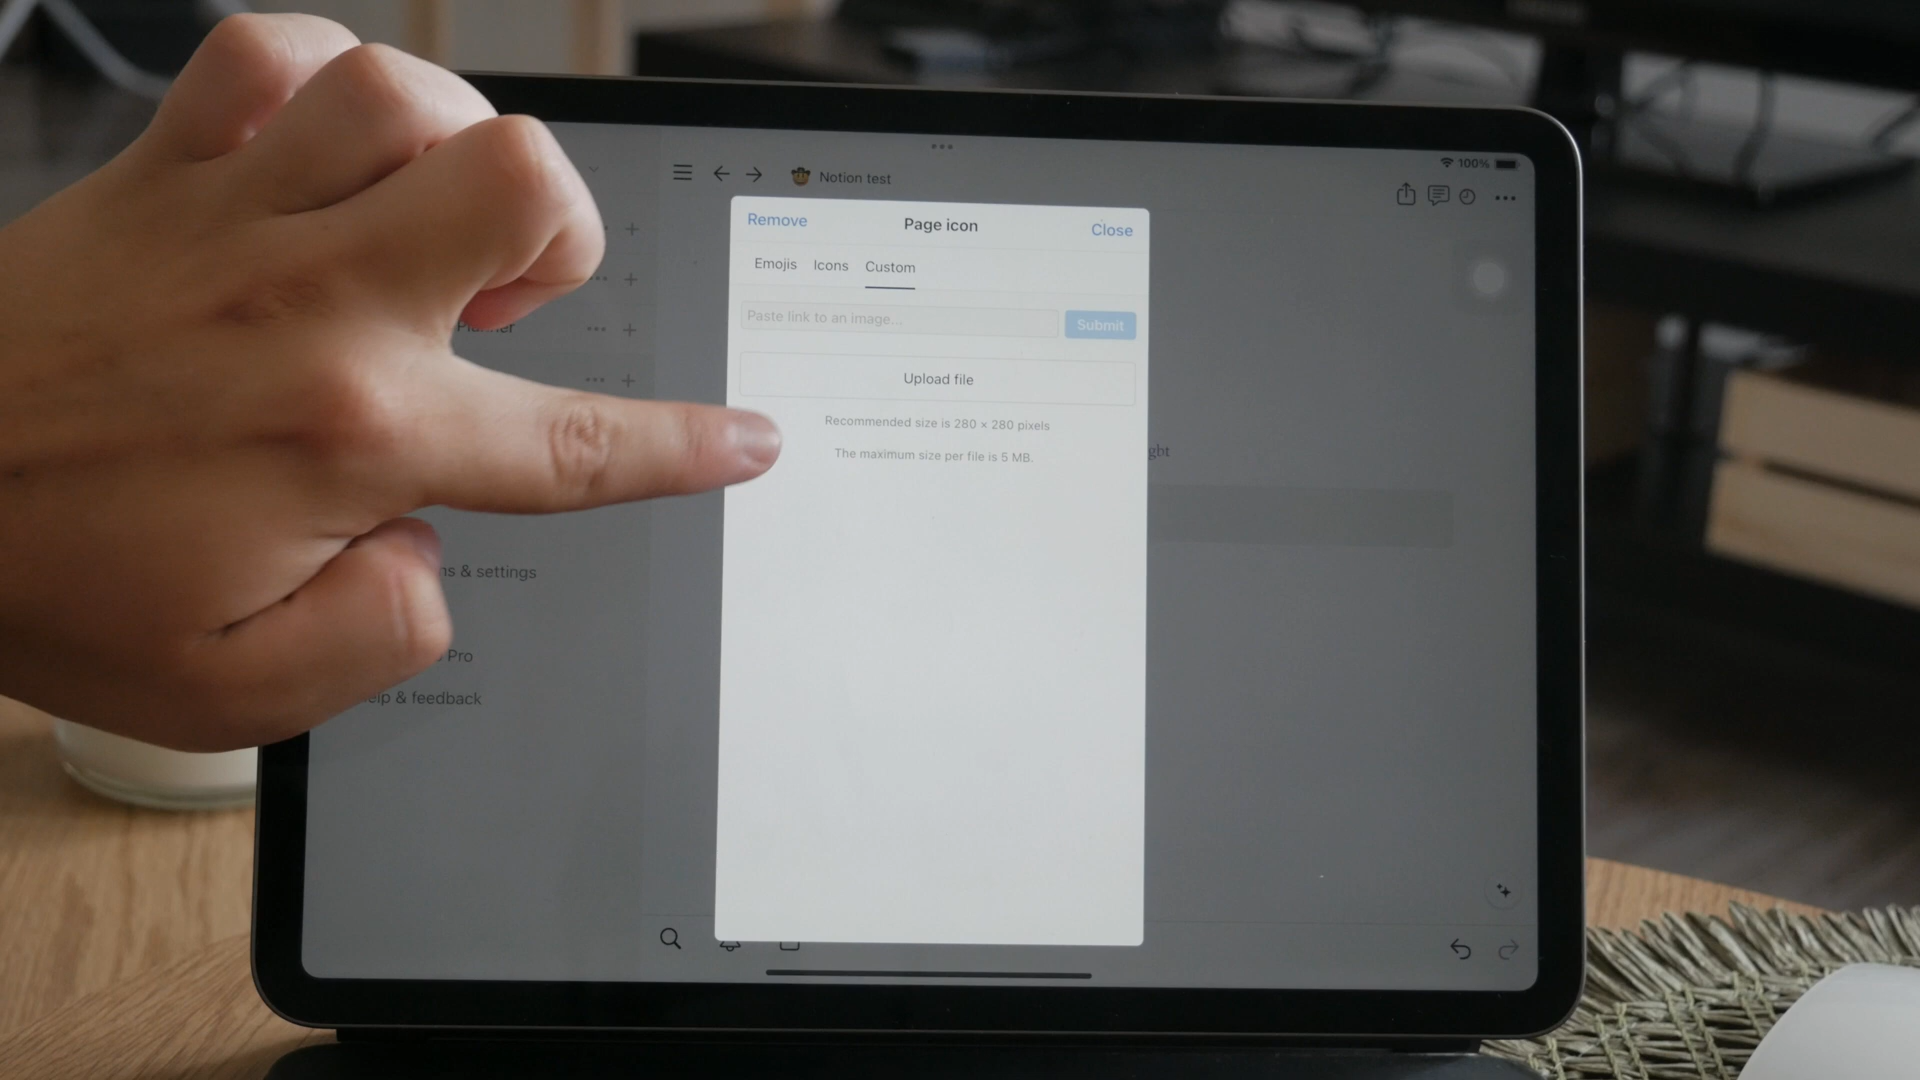 100%
Notion test
Remove
Page icon
Close
Emojis
Icons
Custom
Paste link to an image...
Submit
Upload file
Recommended size is 280 × 280 pixels
The maximum size per file is 5 MB.
ght
& settings
Pro
& feedback